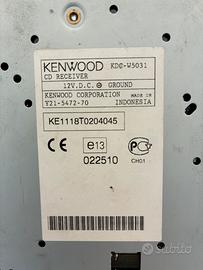 KENWOOD KDC-W5031
CD RECEIVER
12V.D.C. ⊖ GROUND
KENWOOD CORPORATION MADE IN
Y21-5472-70 INDONESIA
KE1118T0204045
e13
022510
CH01
subito